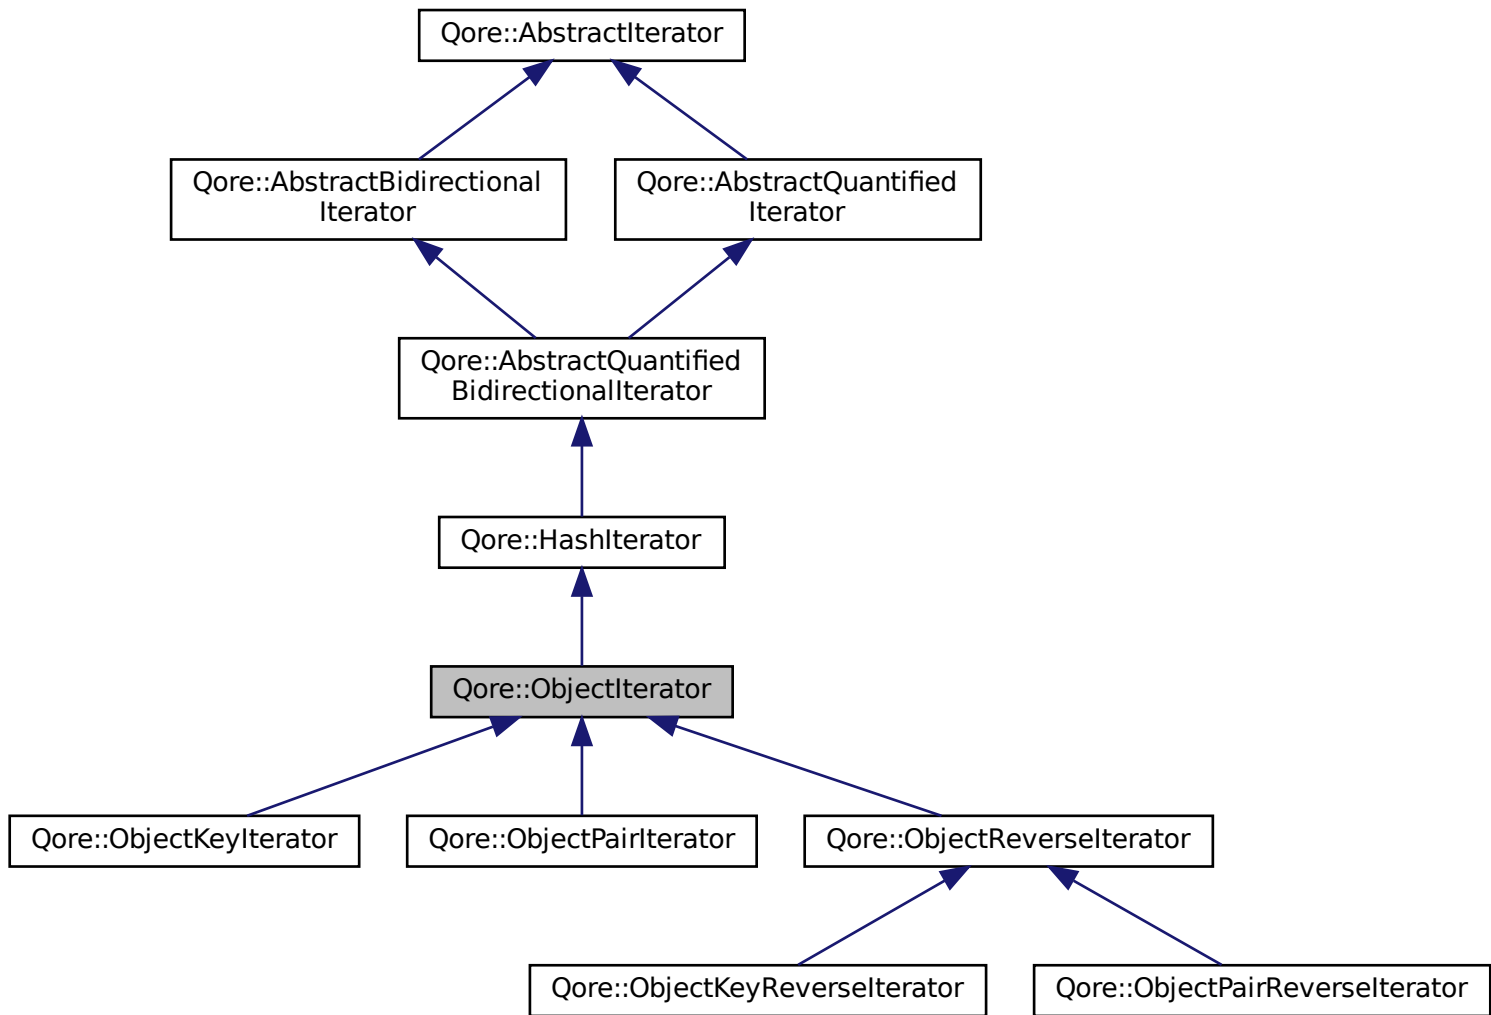 Qore::AbstractIterator
Qore::AbstractBidirectional
Iterator
Qore::AbstractQuantified
Iterator
Qore::AbstractQuantified
BidirectionalIterator
Qore::HashIterator
Qore::ObjectIterator
Qore::ObjectKeyIterator
Qore::ObjectPairIterator
Qore::ObjectReverseIterator
Qore::ObjectKeyReverseIterator
Qore::ObjectPairReverseIterator